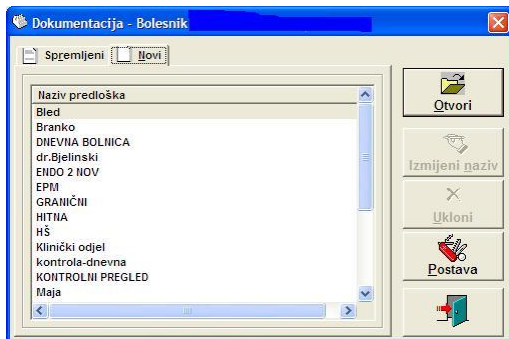 Dokumentacija - Bolesnik
Spremljeni Novi
Naziv predloška
Bled
Branko
DNEVNA BOLNICA
dr.Bjelinski
ENDO 2 NOV
EPM
GRANIČNI
HITNA
HŠ
Klinički odjel
kontrola-dnevna
KONTROLNI PREGLED
Maja
Otvori
Izmijeni naziv
Ukloni
Postava